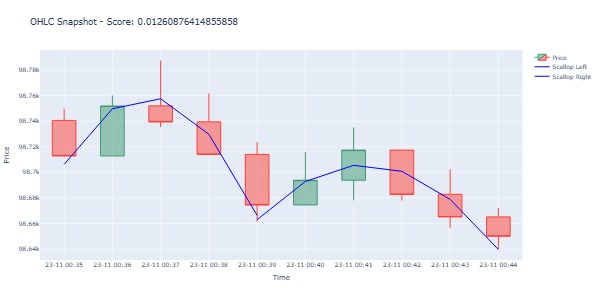 OHLC Snapshot - Score: 0.01260876414855858
Price
Scallop Left
Scallop Right
98.78k
98.76k
98.74k
98.72k
98.7k
98.68k
98.66k
98.64k
Price
23-11 00:35 23-11 00:36 23-11 00:37 23-11 00:38 23-11 00:39 23-11 00:40 23-11 00:41 23-11 00:42 23-11 00:43 23-11 00:44
Time